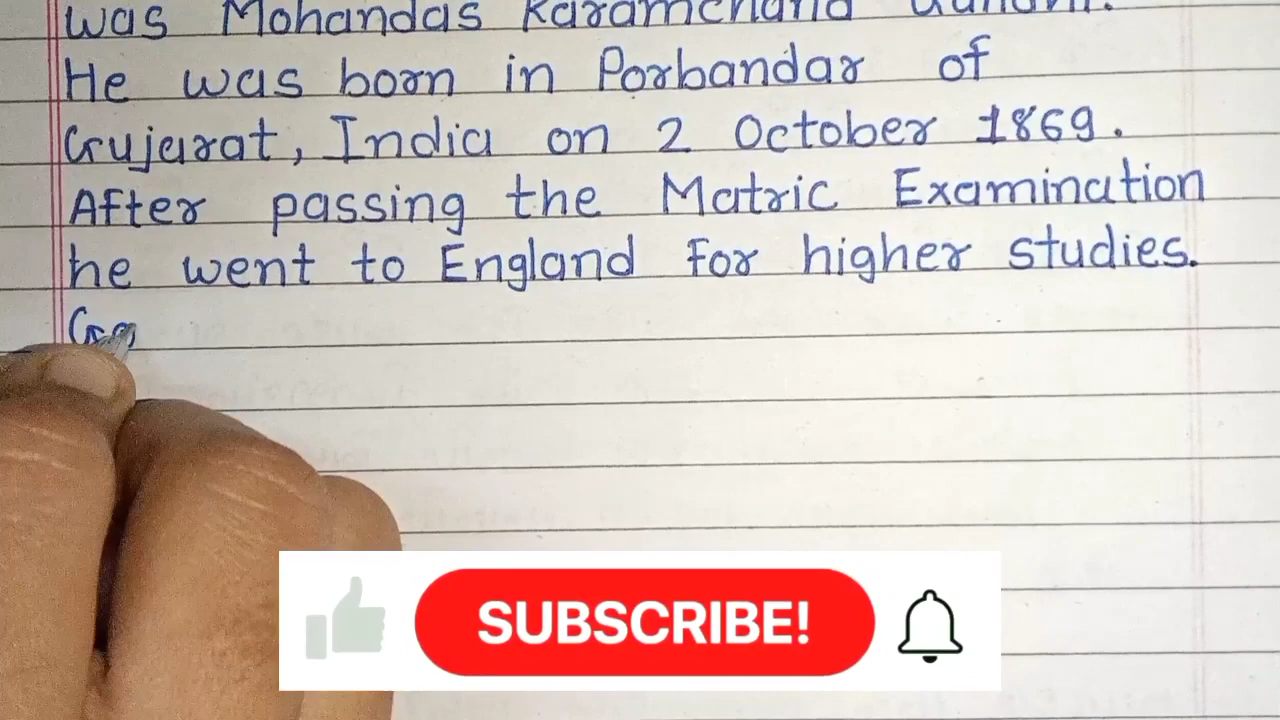 was Mohandas Karamchand Gandhi.
He was born in Porbandar of
Gujarat, India on 2 October 1869.
After passing the Matric Examination
he went to England For higher studies.
Ga
SUBSCRIBE!